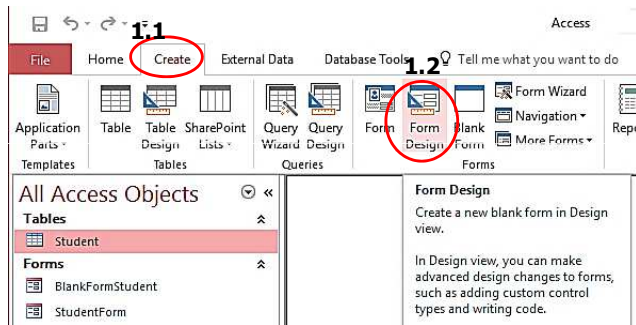 Access
1.1
File Home Create External Data Database Tools Tell me what you want to do
1.2
Application Parts
Table
Table Design
SharePoint Lists
Query Wizard
Query Design
Form
Form Design
Blank Form
Form Wizard
Navigation
More Forms
Templates Tables Queries Forms
All Access Objects
Tables
Student
Forms
BlankFormStudent
StudentForm
Form Design
Create a new blank form in Design
view.
In Design view, you can make
advanced design changes to forms,
such as adding custom control
types and writing code.